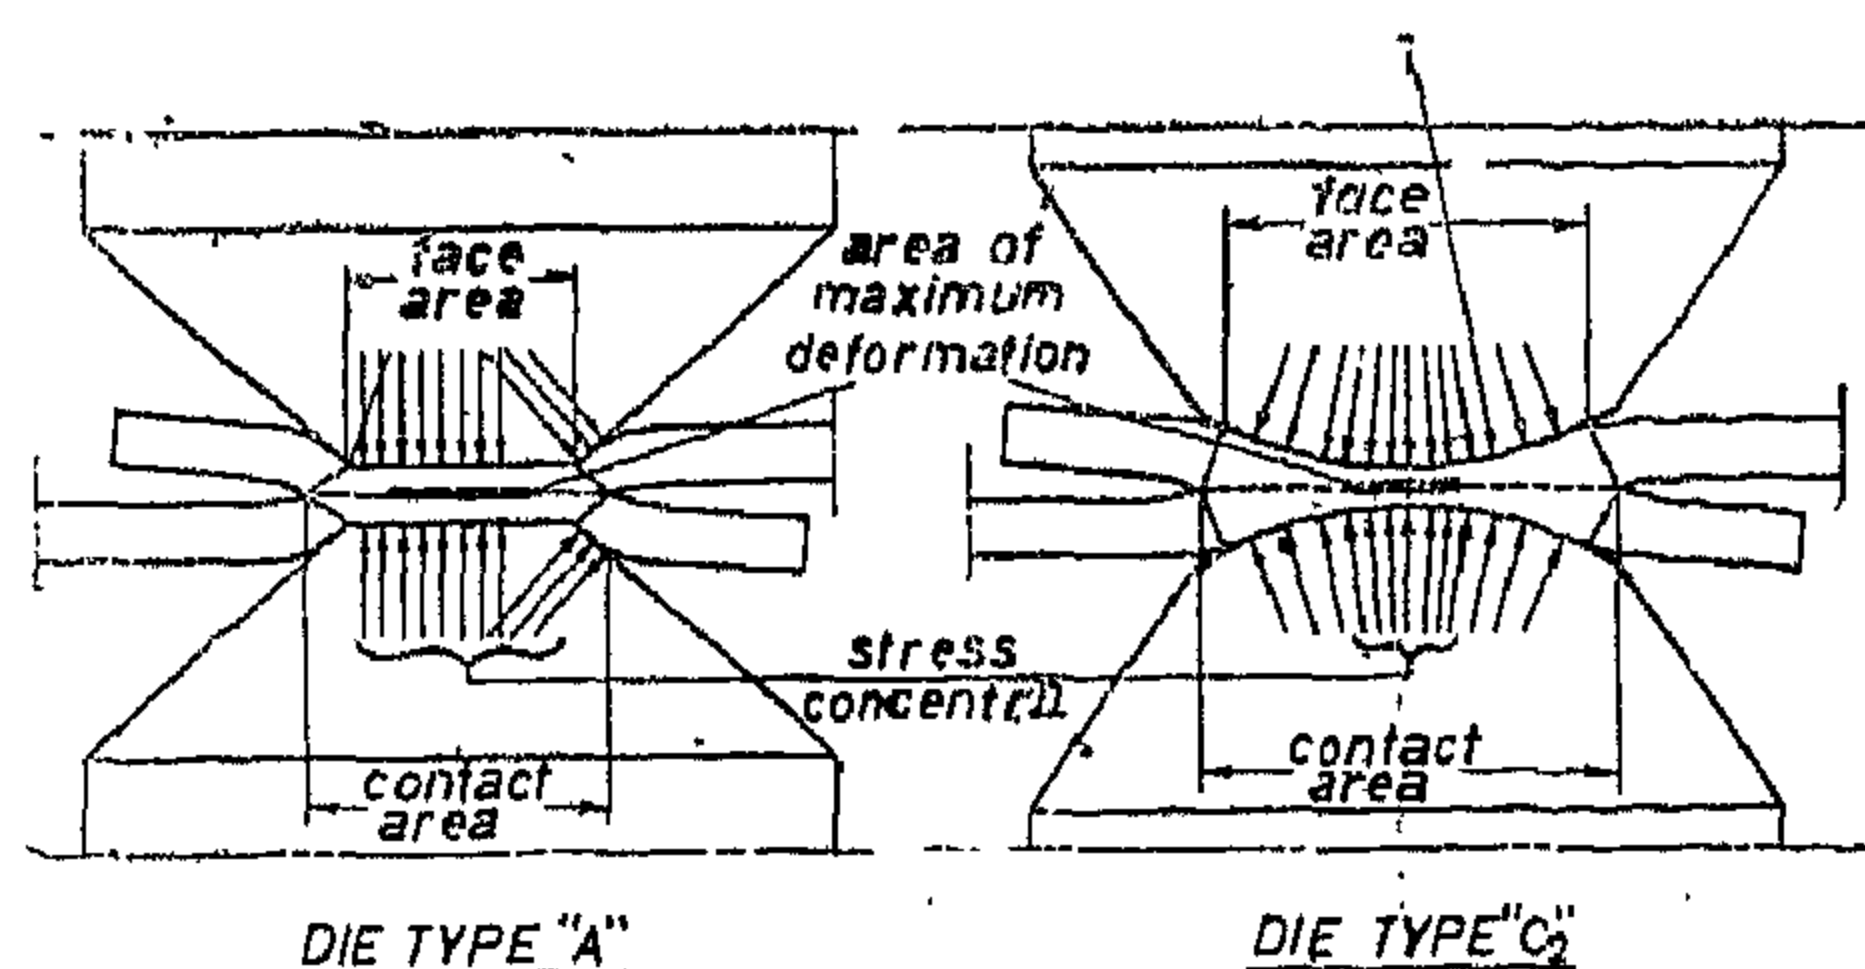 face
area
area of
maximum
deformation
face
area
stress
contact
area
contact
area
DIE TYPE "A"
DIE TYPE "C2"